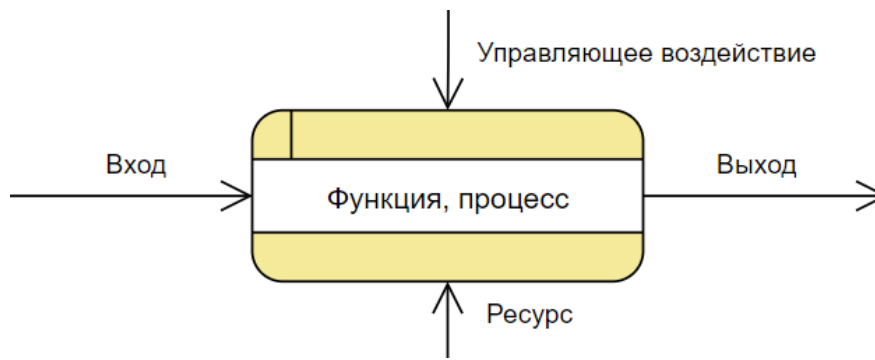 Управляющее воздействие
Вход
Функция, процесс
Выход
Ресурс